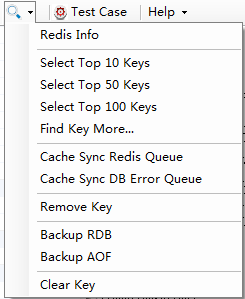 Test Case Help
Redis Info
Select Top 10 Keys
Select Top 50 Keys
Select Top 100 Keys
Find Key More...
Cache Sync Redis Queue
Cache Sync DB Error Queue
Remove Key
Backup RDB
Backup AOF
Clear Key